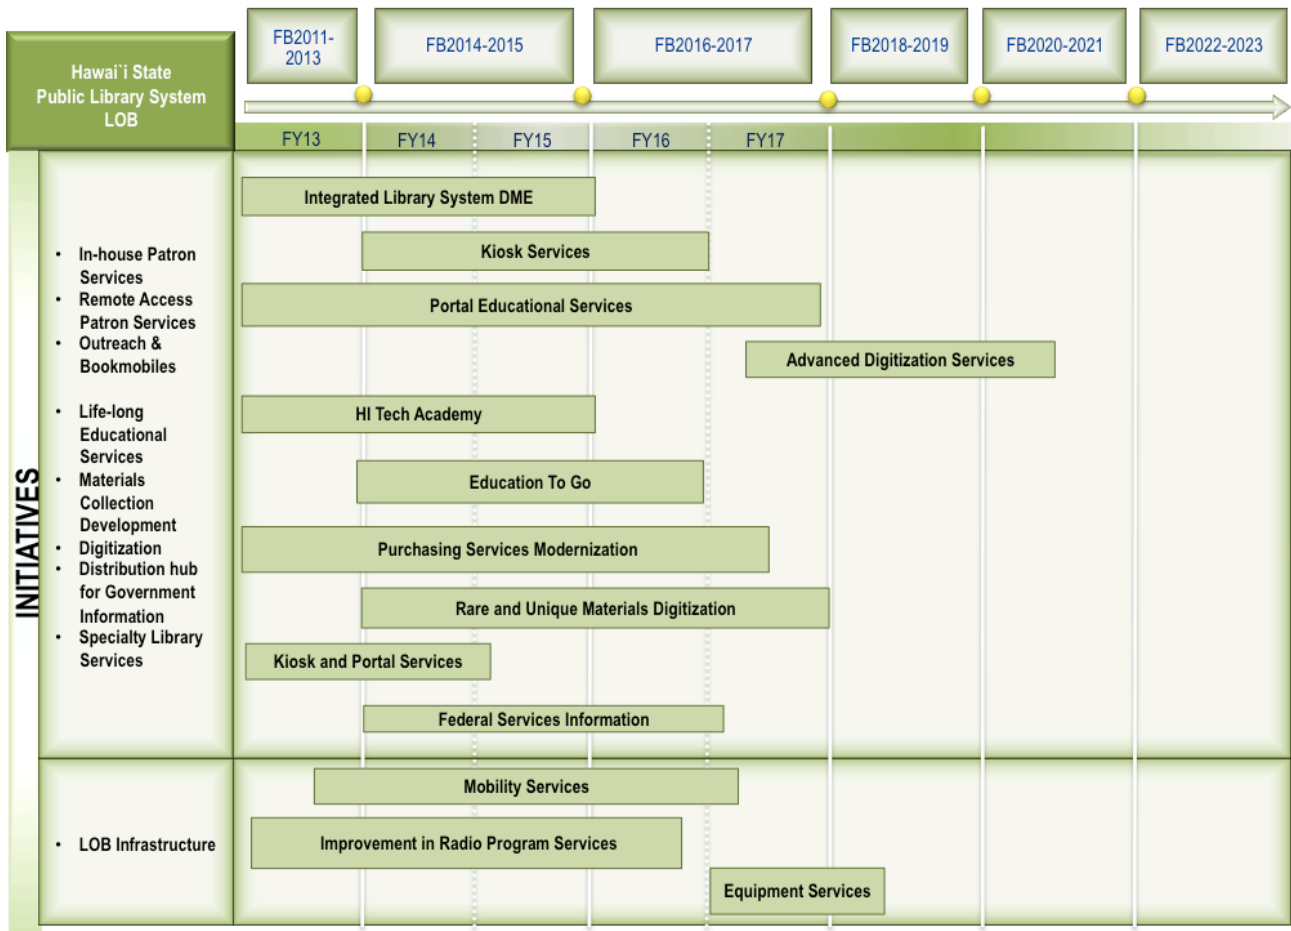 Hawai`i State
Public Library System
LOB
FB2011-
2013
FB2014-2015
FB2016-2017
FB2018-2019
FB2020-2021
FB2022-2023
FY13
FY14
FY15
FY16
FY17
INITIATIVES
• In-house Patron
Services
• Remote Access
Patron Services
• Outreach &
Bookmobiles
• Life-long
Educational
Services
• Materials
Collection
Development
• Digitization
• Distribution hub
for Government
Information
• Specialty Library
Services
Integrated Library System DME
Kiosk Services
Portal Educational Services
Advanced Digitization Services
HI Tech Academy
Education To Go
Purchasing Services Modernization
Rare and Unique Materials Digitization
Kiosk and Portal Services
Federal Services Information
• LOB Infrastructure
Mobility Services
Improvement in Radio Program Services
Equipment Services